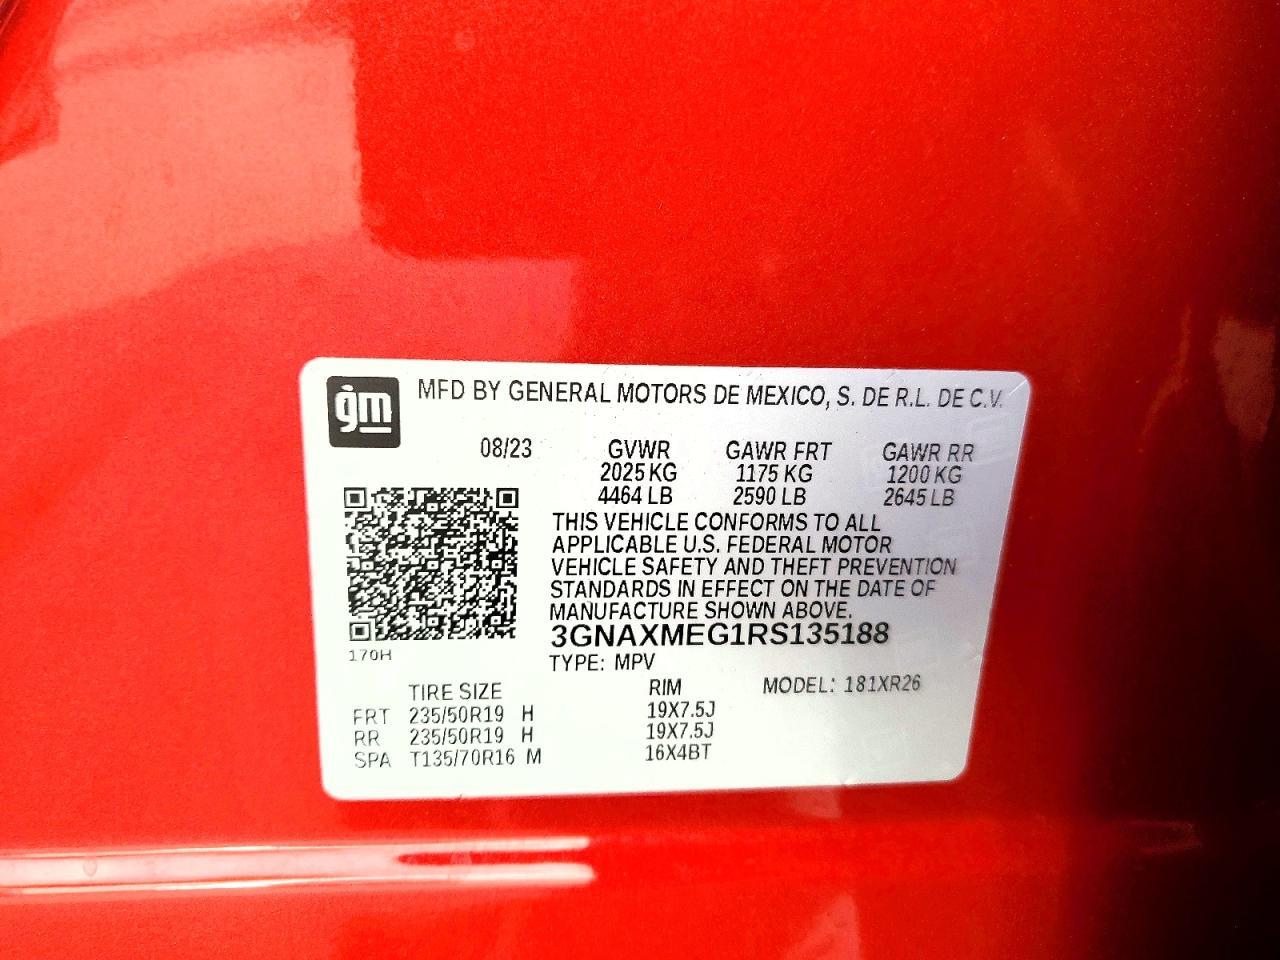 gm
MFD BY GENERAL MOTORS DE MEXICO, S. DE R.L. DE C.V.
08/23 GVWR GAWR FRT GAWR RR
2025 KG 1175 KG 1200 KG
4464 LB 2590 LB 2645 LB
THIS VEHICLE CONFORMS TO ALL
APPLICABLE U.S. FEDERAL MOTOR
VEHICLE SAFETY AND THEFT PREVENTION
STANDARDS IN EFFECT ON THE DATE OF
MANUFACTURE SHOWN ABOVE.
3GNAXMEG1RS135188
170H
TYPE: MPV
TIRE SIZE RIM MODEL: 181XR26
FRT 235/50R19 H 19X7.5J
RR 235/50R19 H 19X7.5J
SPA T135/70R16 M 16X4BT